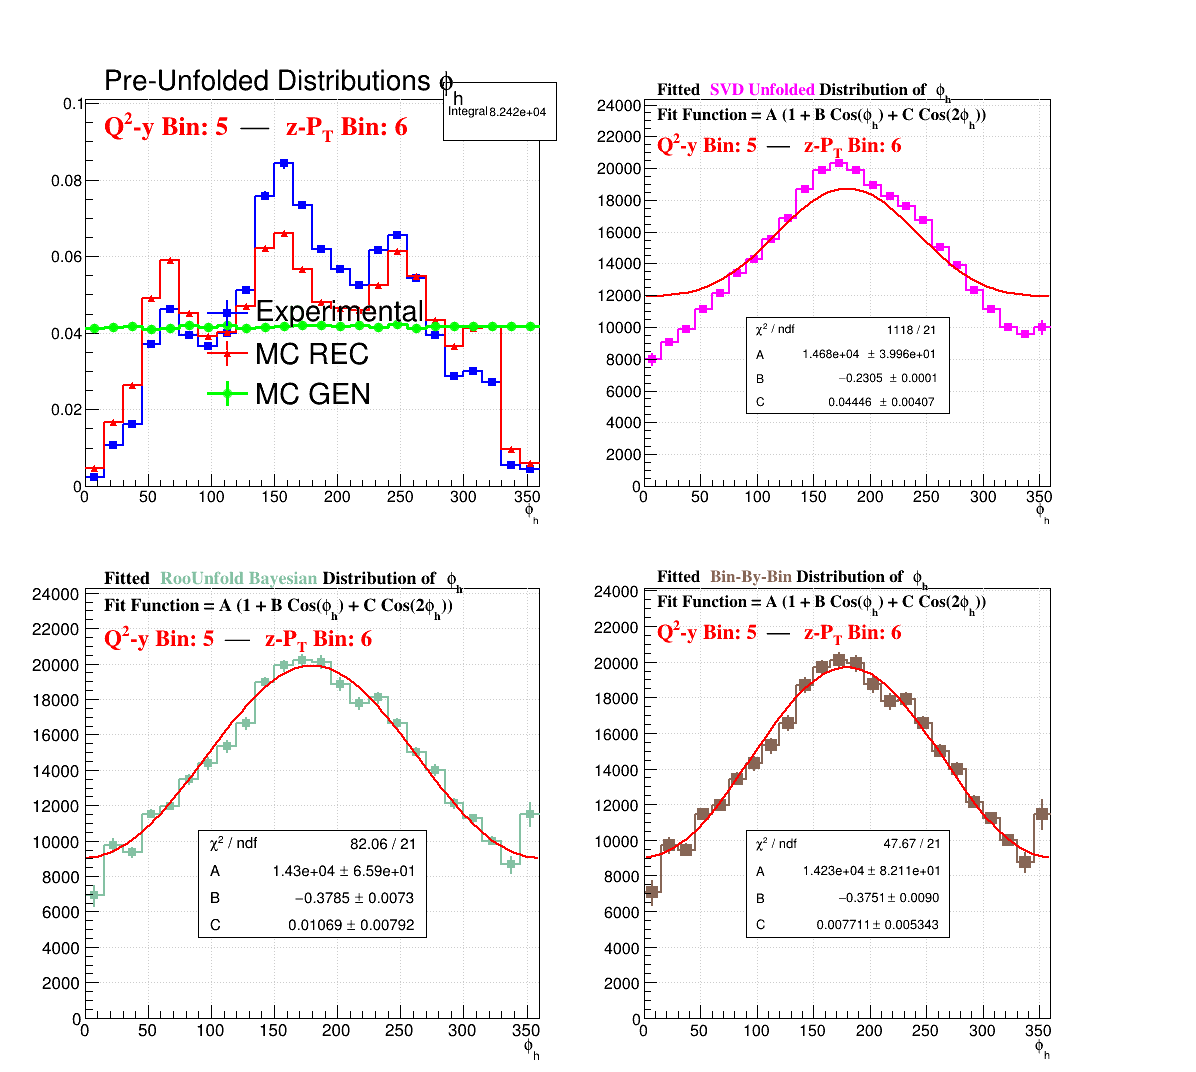 Pre-Unfolded Distributions ϕh
Integral 8.242e+04
Q²-y Bin: 5 — z-PT Bin: 6
0.1
0.08
0.06
0.04
0.02
0
Experimental
MC REC
MC GEN
0 50 100 150 200 250 300 350
ϕh
Fitted SVD Unfolded Distribution of ϕh
Fit Function = A (1 + B Cos(ϕh) + C Cos(2ϕh))
Q²-y Bin: 5 — z-PT Bin: 6
24000
22000
20000
18000
16000
14000
12000
10000
8000
6000
4000
2000
0
χ² / ndf 1118 / 21
A 1.468e+04 ± 3.996e+01
B −0.2305 ± 0.0001
C 0.04446 ± 0.00407
0 50 100 150 200 250 300 350
ϕh
Fitted RooUnfold Bayesian Distribution of ϕh
Fit Function = A (1 + B Cos(ϕh) + C Cos(2ϕh))
Q²-y Bin: 5 — z-PT Bin: 6
24000
22000
20000
18000
16000
14000
12000
10000
8000
6000
4000
2000
0
χ² / ndf 82.06 / 21
A 1.43e+04 ± 6.59e+01
B −0.3785 ± 0.0073
C 0.01069 ± 0.00792
0 50 100 150 200 250 300 350
ϕh
Fitted Bin-By-Bin Distribution of ϕh
Fit Function = A (1 + B Cos(ϕh) + C Cos(2ϕh))
Q²-y Bin: 5 — z-PT Bin: 6
24000
22000
20000
18000
16000
14000
12000
10000
8000
6000
4000
2000
0
χ² / ndf 47.67 / 21
A 1.423e+04 ± 8.211e+01
B −0.3751 ± 0.0090
C 0.007711 ± 0.005343
0 50 100 150 200 250 300 350
ϕh